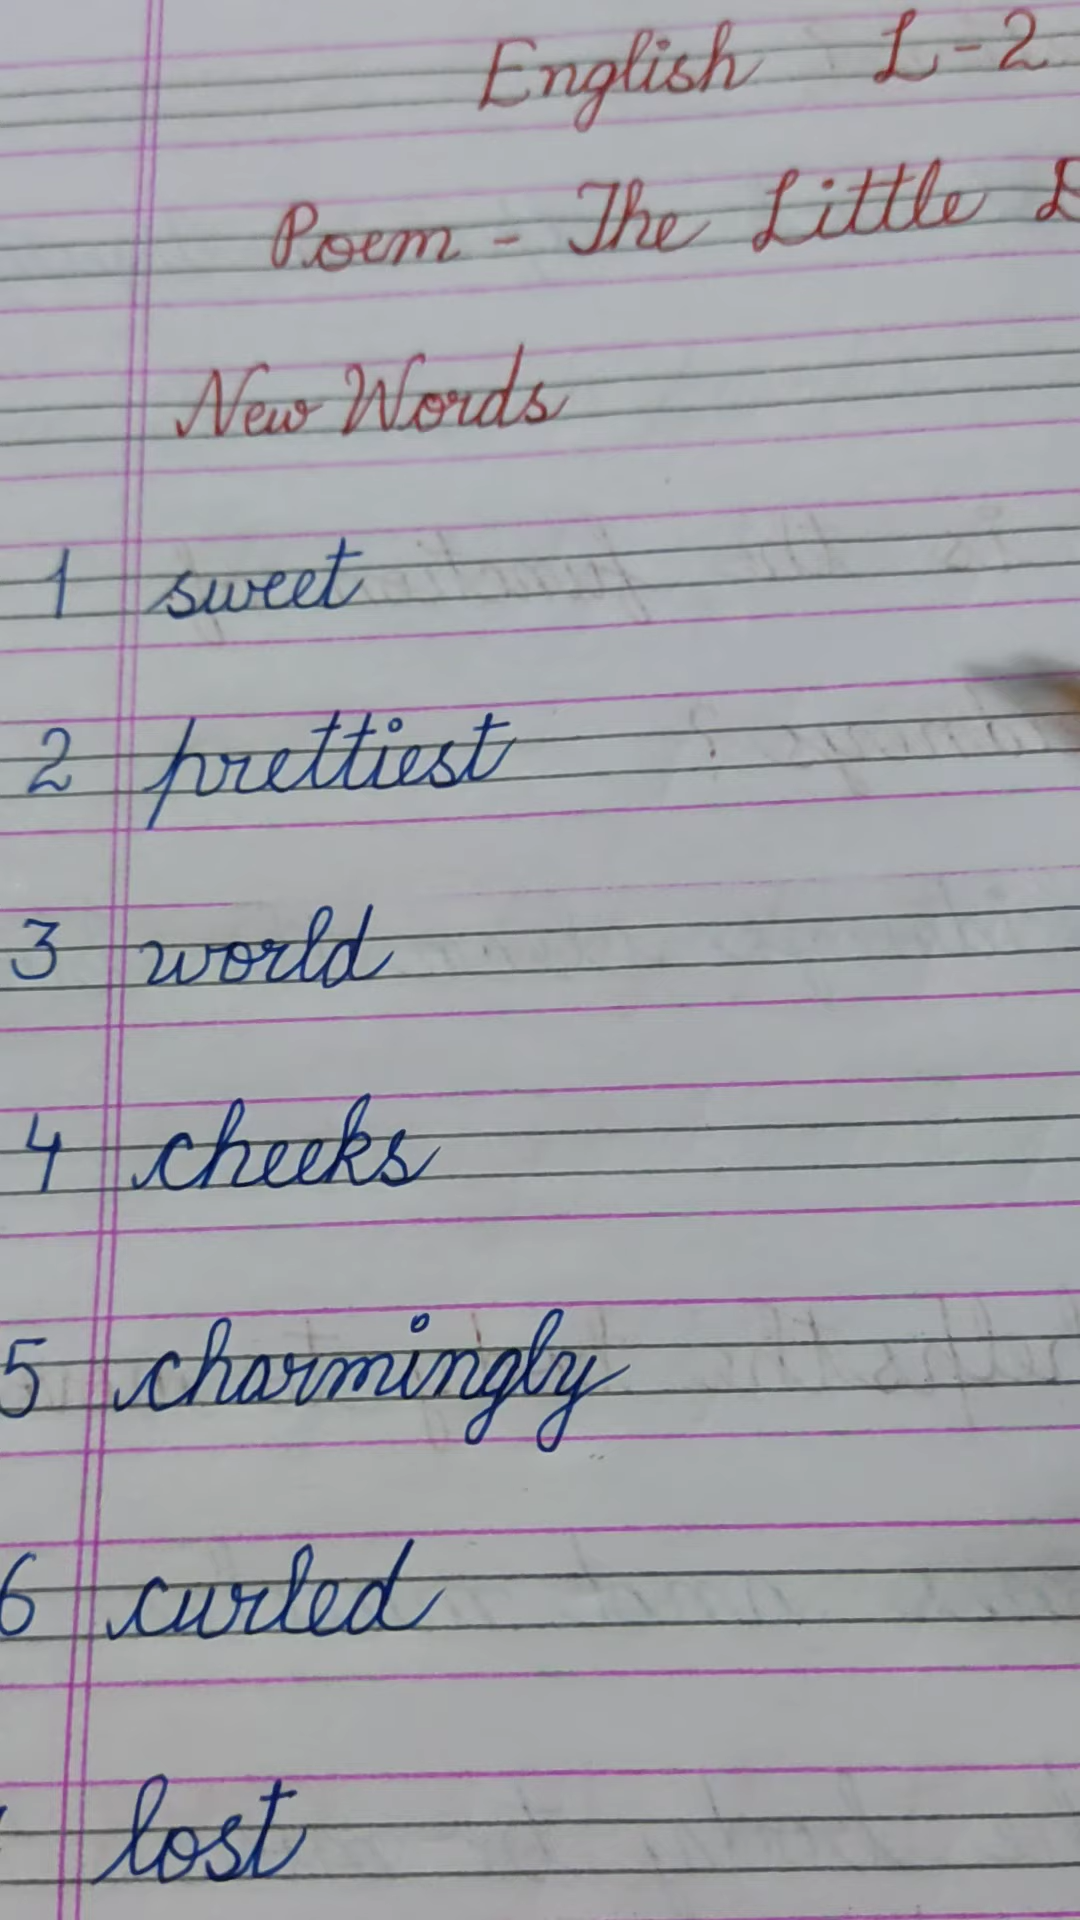 English L-2
Poem - The Little
New Words
1 sweet
2 prettiest
3 world
4 cheeks
5 charmingly
6 curled
lost